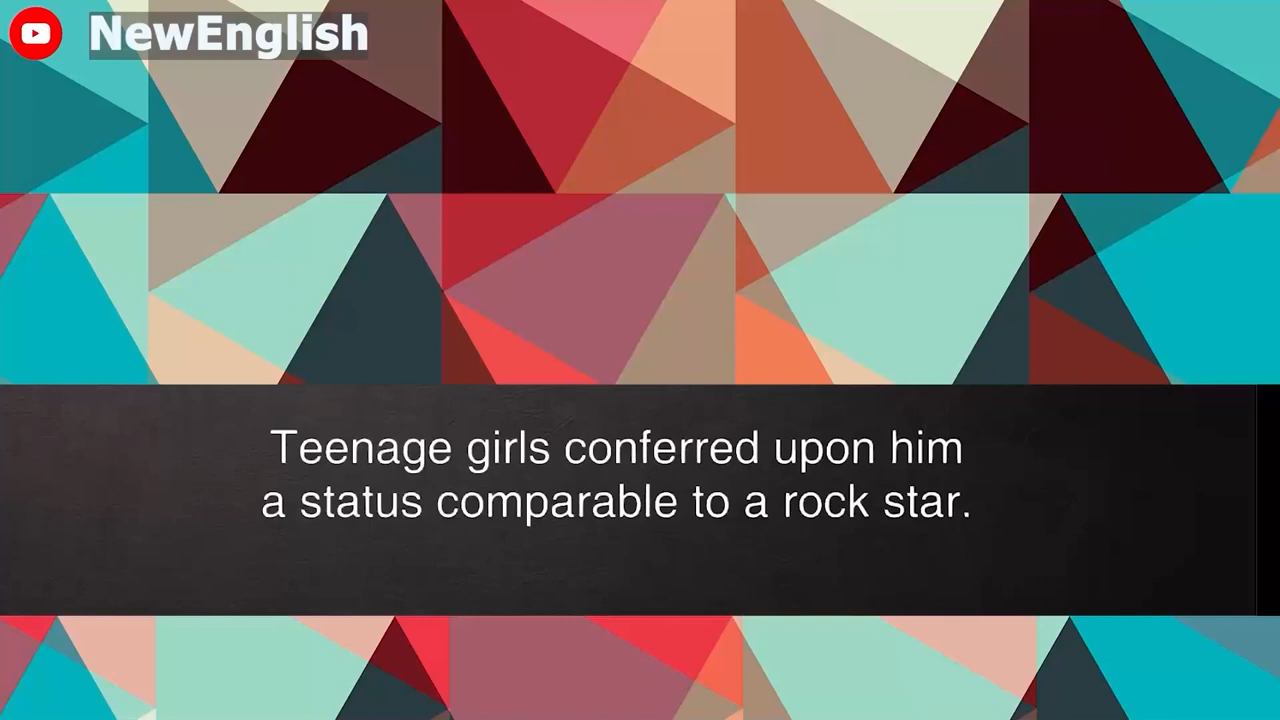 NewEnglish
Teenage girls conferred upon him
a status comparable to a rock star.